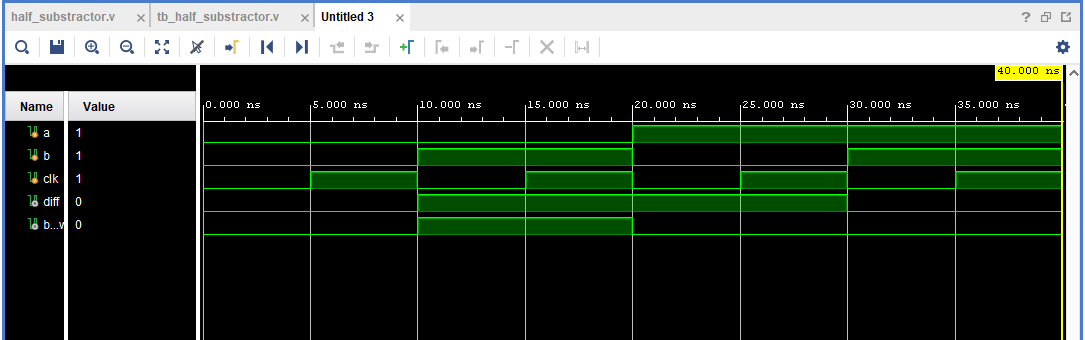 half_substractor.v × tb_half_substractor.v × Untitled 3 × ?
40.000 ns
Name Value 0.000 ns 5.000 ns 10.000 ns 15.000 ns 20.000 ns 25.000 ns 30.000 ns 35.000 ns
a 1
b 1
clk 1
diff 0
b...w 0